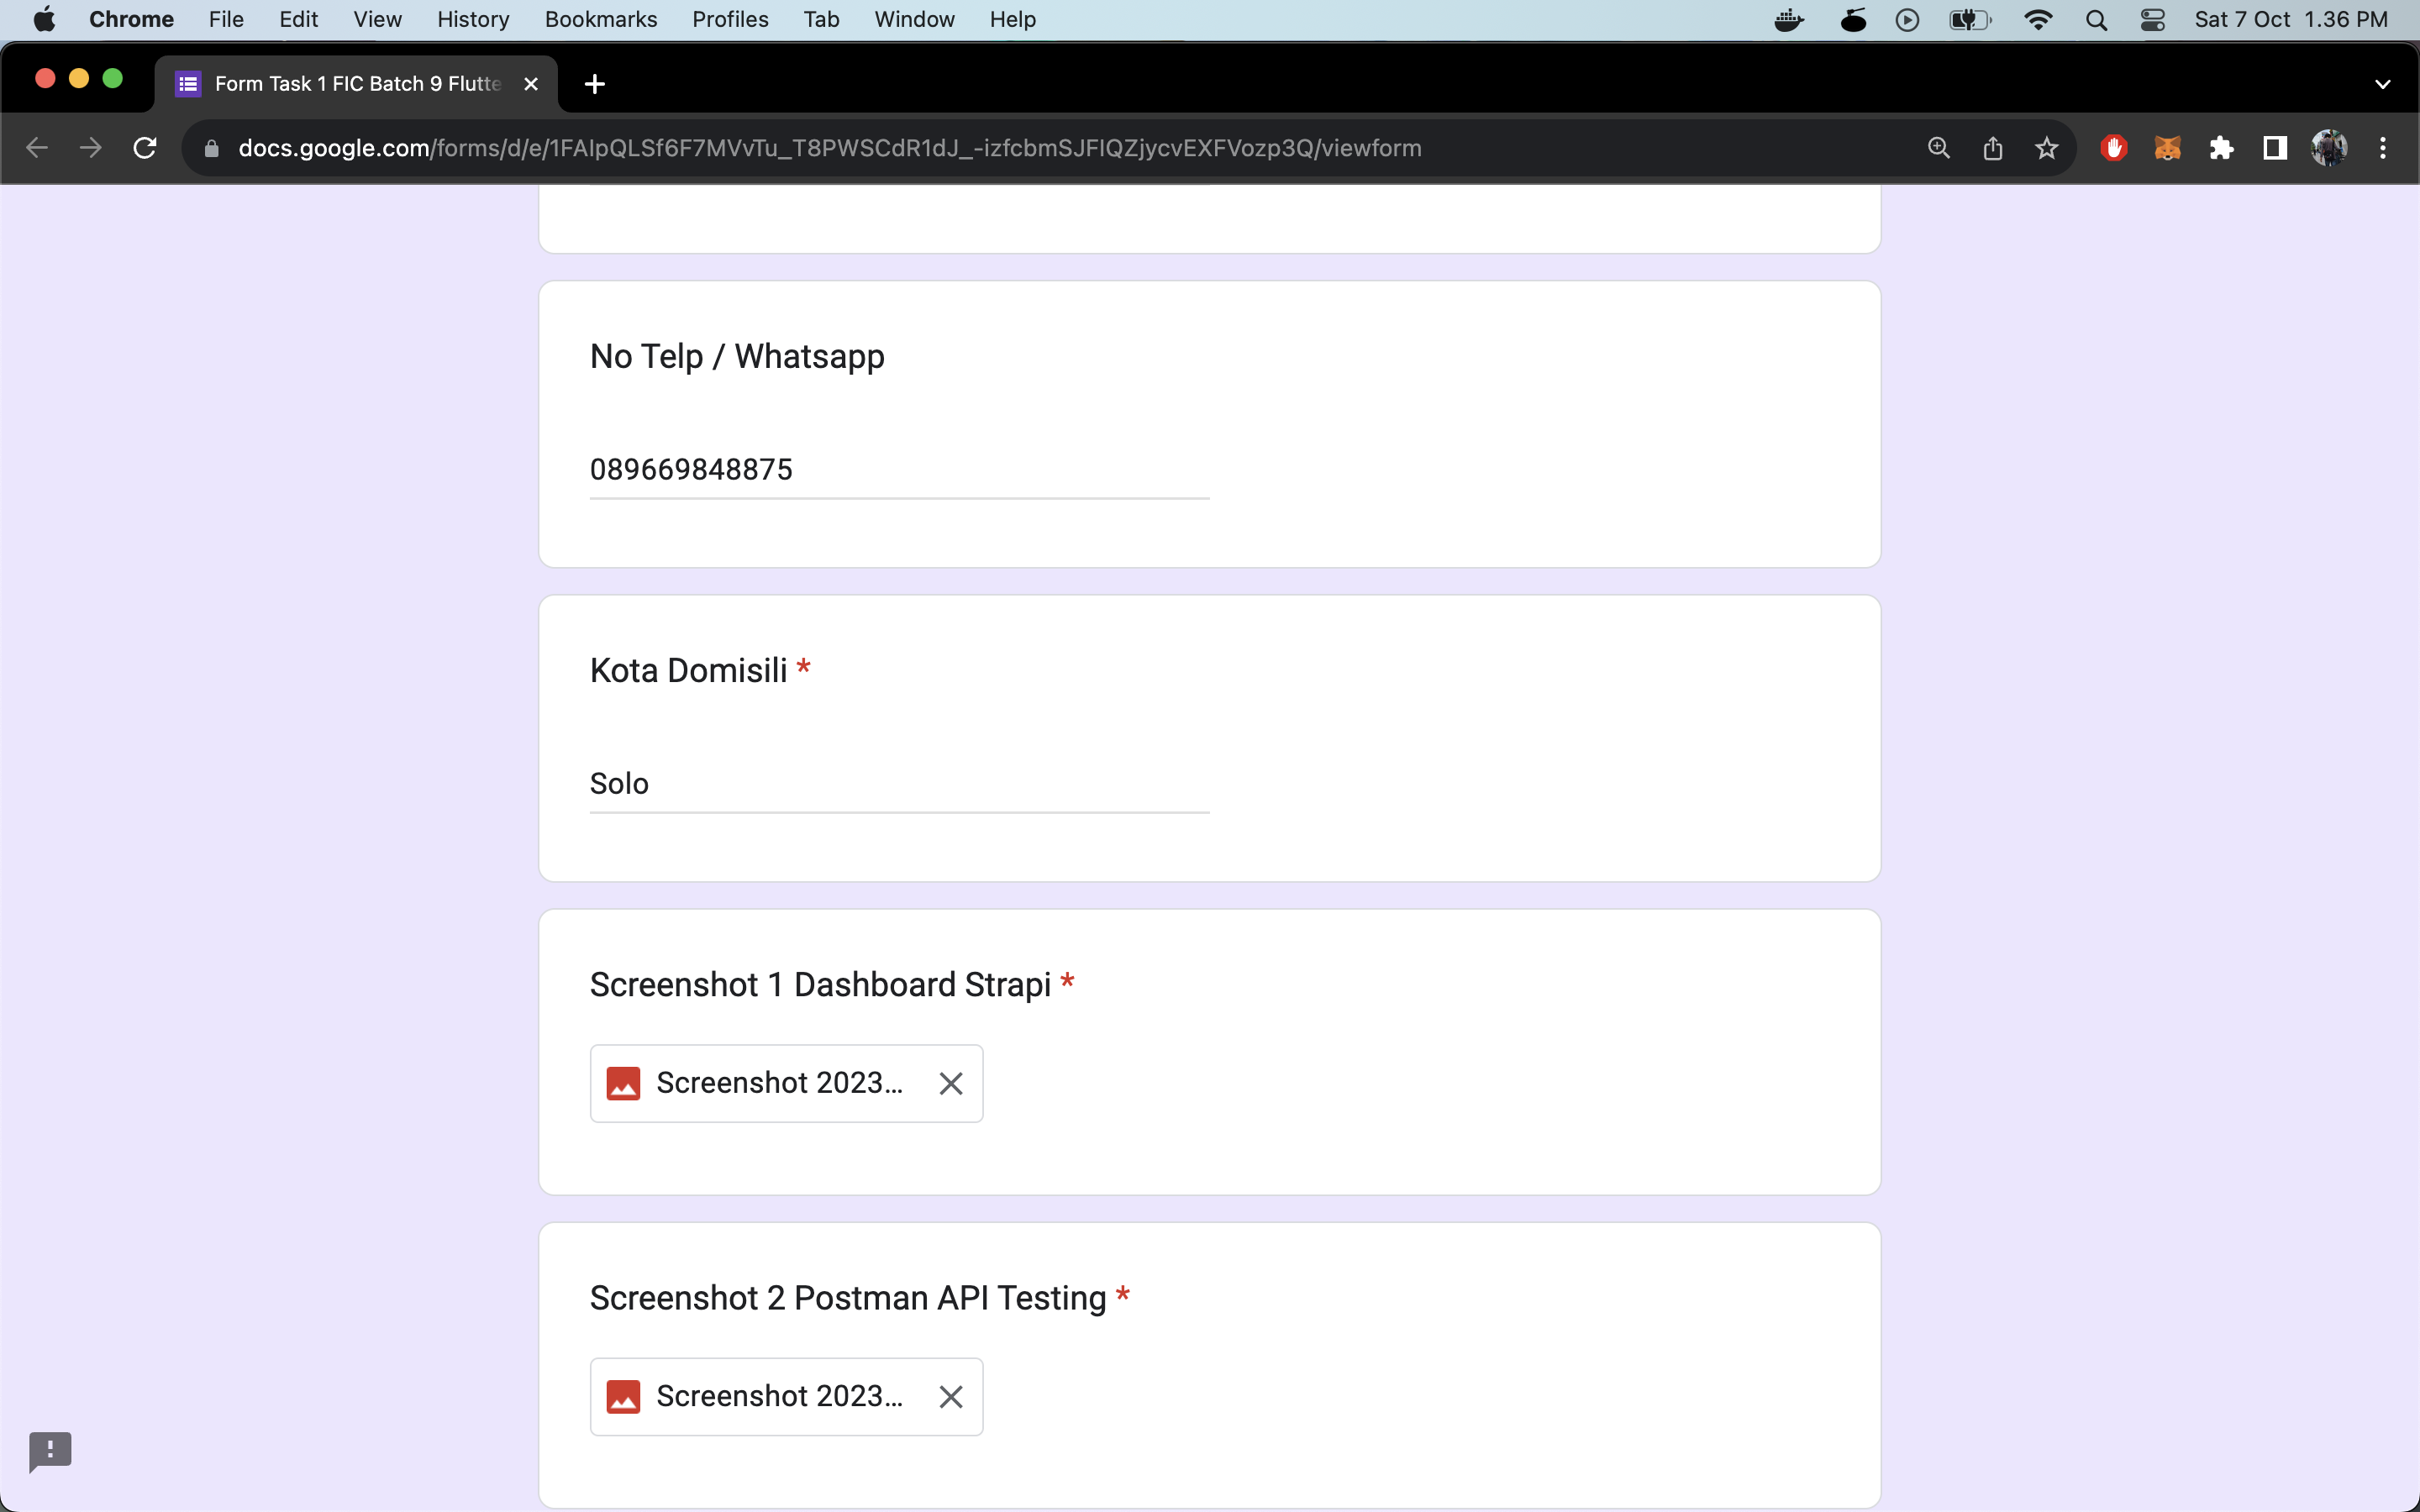 Chrome File Edit View History Bookmarks Profiles Tab Window Help Sat 7 Oct 1.36 PM
Form Task 1 FIC Batch 9 Flutte
docs.google.com/forms/d/e/1FAIpQLSf6F7MVvTu_T8PWSCdR1dJ_-izfcbmSJFIQZjycvEXFVozp3Q/viewform
No Telp / Whatsapp
089669848875
Kota Domisili *
Solo
Screenshot 1 Dashboard Strapi *
Screenshot 2023...
Screenshot 2 Postman API Testing *
Screenshot 2023...